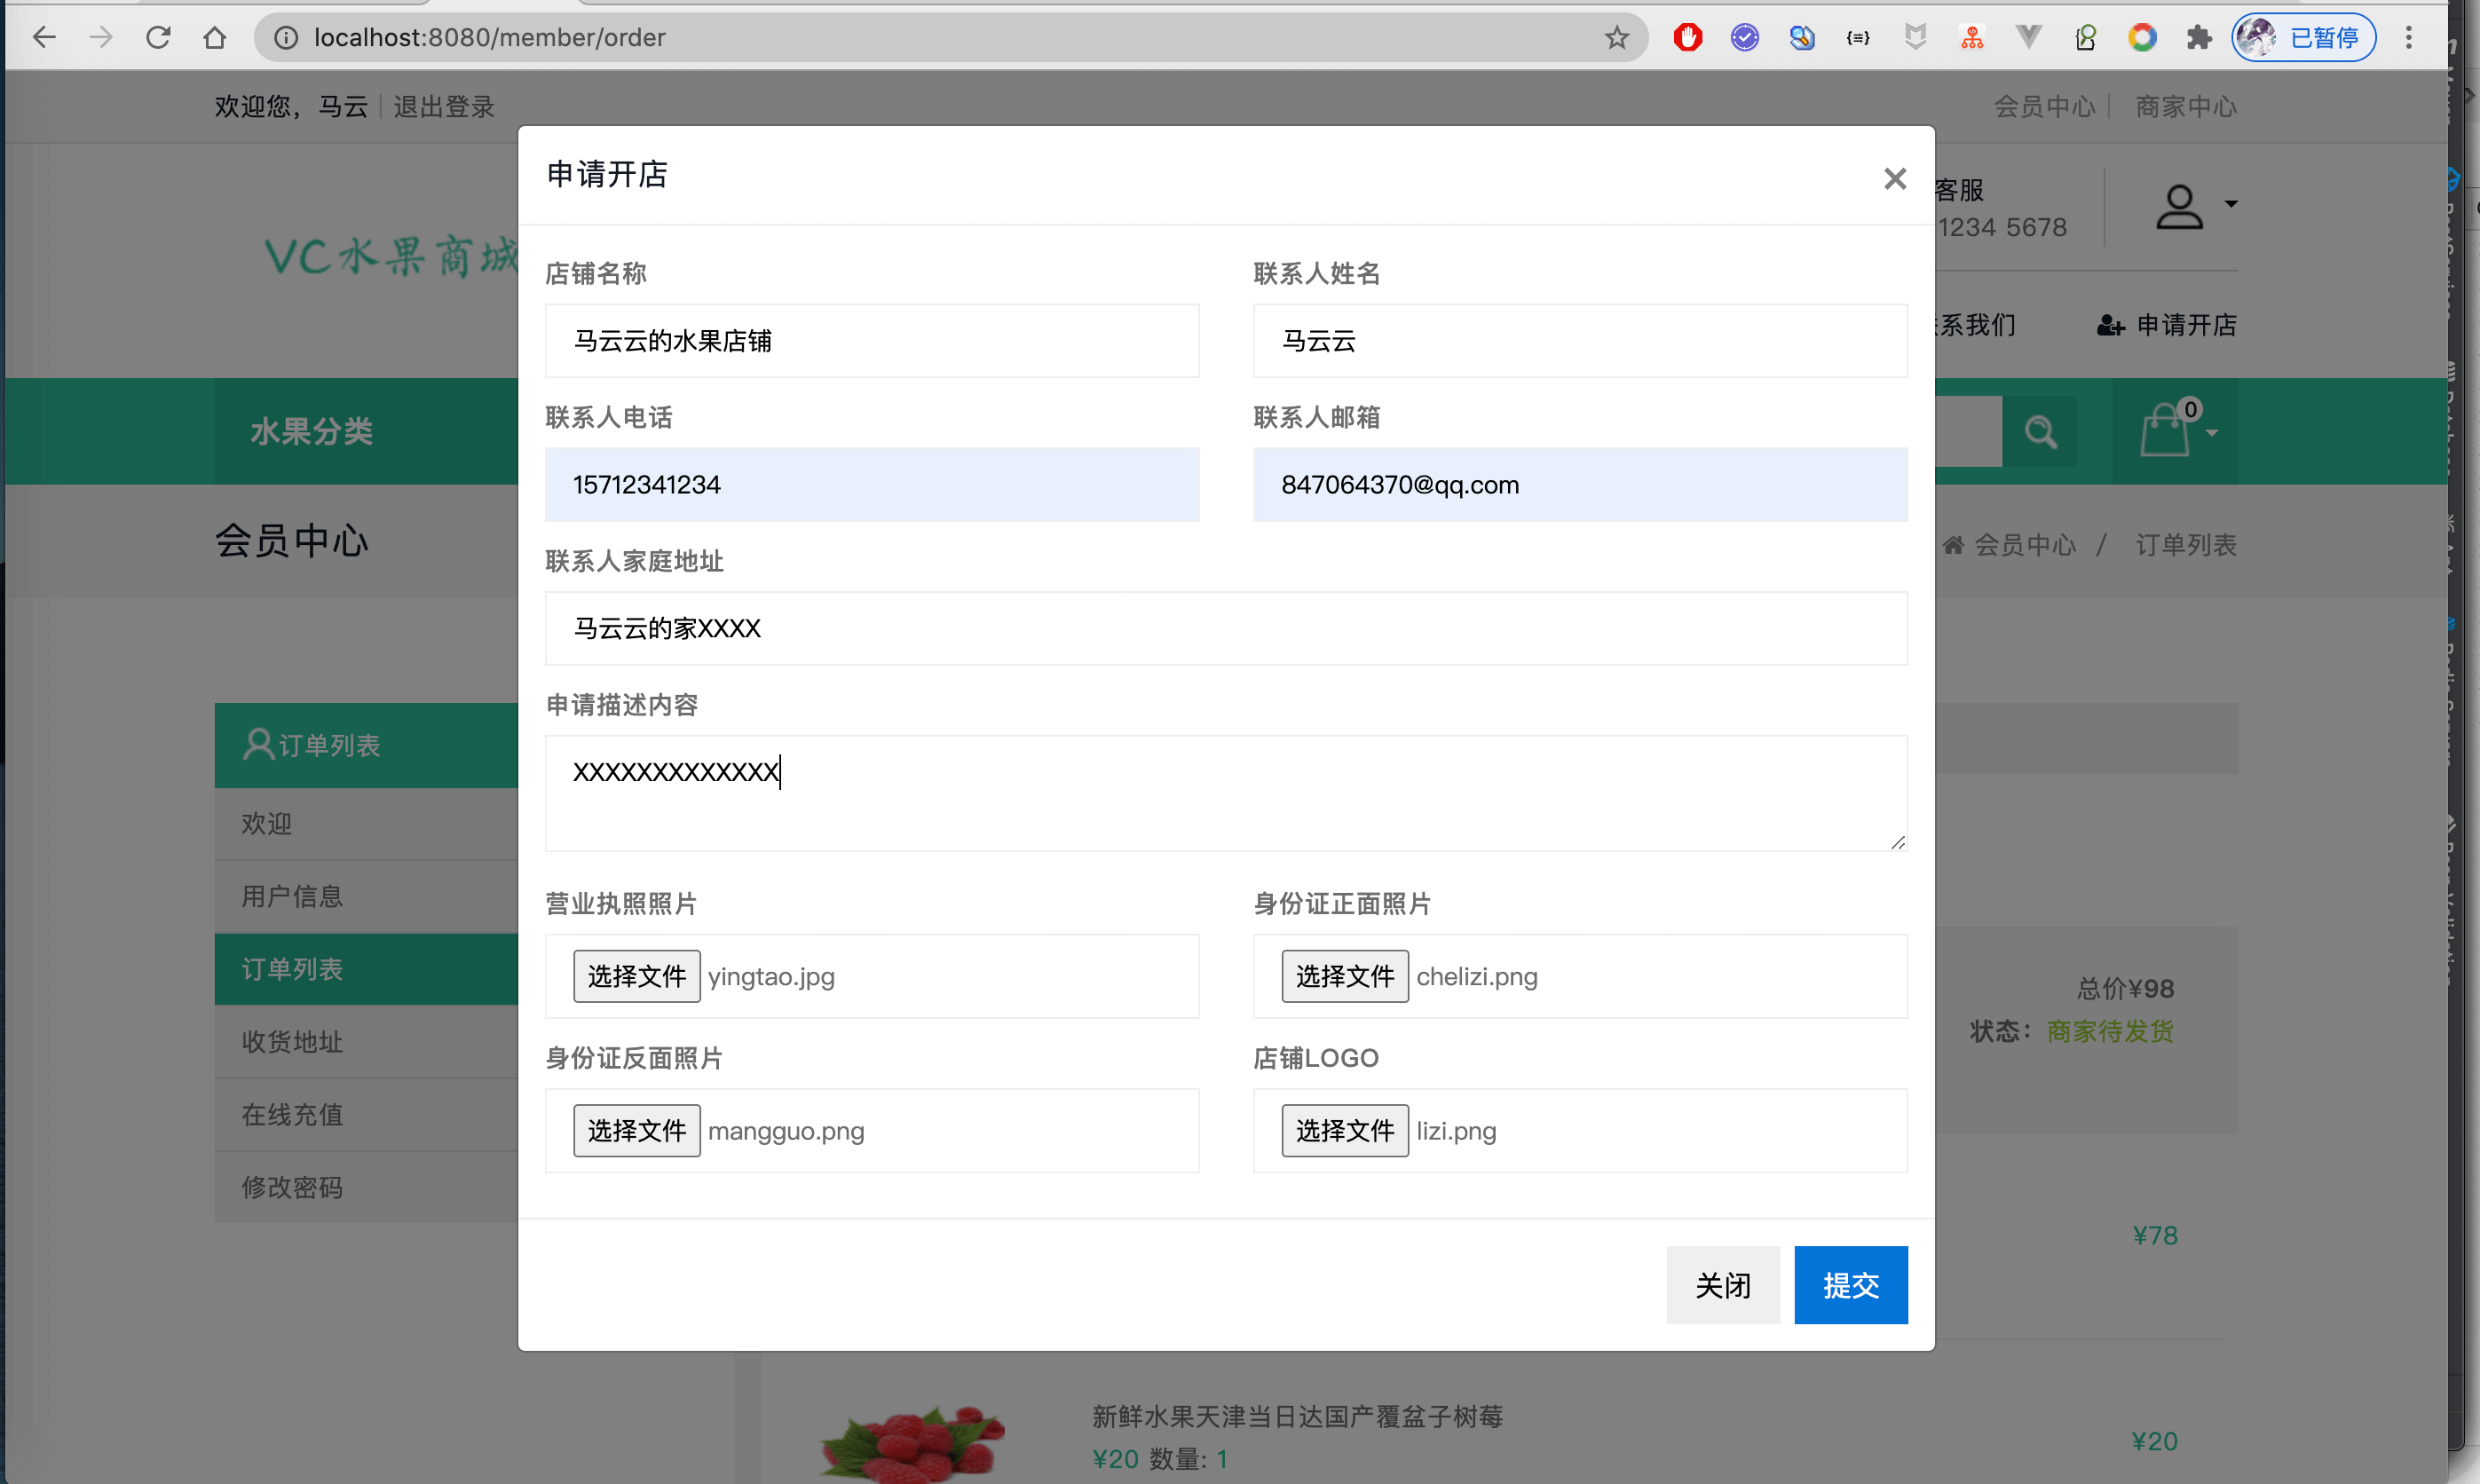 localhost:8080/member/order
已暂停
欢迎您，马云 退出登录
会员中心 商家中心
申请开店
客服
1234 5678
VC水果商城
系我们 申请开店
水果分类
0
会员中心
会员中心 / 订单列表
店铺名称
马云云的水果店铺
联系人姓名
马云云
联系人电话
15712341234
联系人邮箱
847064370@qq.com
联系人家庭地址
马云云的家XXXX
申请描述内容
XXXXXXXXXXXXX
营业执照照片
选择文件 yingtao.jpg
身份证正面照片
选择文件 chelizi.png
身份证反面照片
选择文件 mangguo.png
店铺LOGO
选择文件 lizi.png
关闭 提交
订单列表
欢迎
用户信息
订单列表
收货地址
在线充值
修改密码
总价¥98
状态：商家待发货
¥78
新鲜水果天津当日达国产覆盆子树莓
¥20 数量: 1
¥20